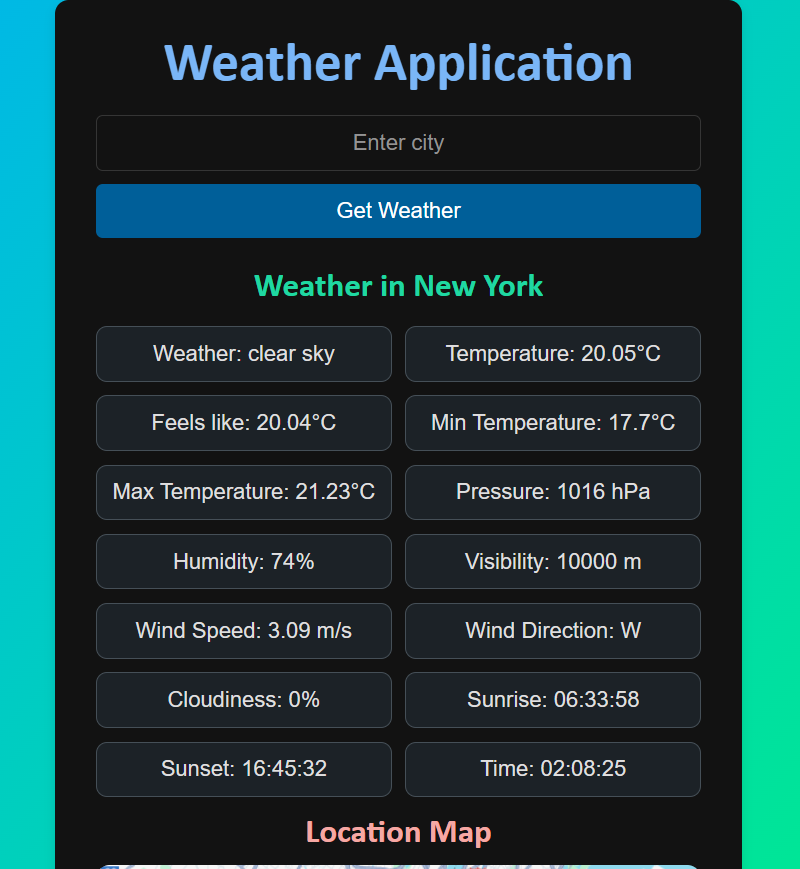 Weather Application
Enter city
Get Weather
Weather in New York
Weather: clear sky
Temperature: 20.05°C
Feels like: 20.04°C
Min Temperature: 17.7°C
Max Temperature: 21.23°C
Pressure: 1016 hPa
Humidity: 74%
Visibility: 10000 m
Wind Speed: 3.09 m/s
Wind Direction: W
Cloudiness: 0%
Sunrise: 06:33:58
Sunset: 16:45:32
Time: 02:08:25
Location Map